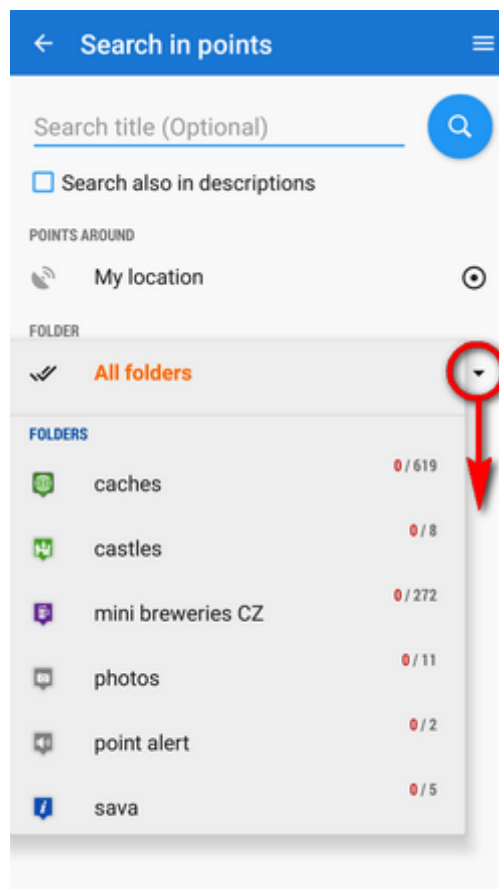 Search in points
Search title (Optional)
Search also in descriptions
POINTS AROUND
My location
FOLDER
All folders
FOLDERS
caches 0 / 619
castles 0 / 8
mini breweries CZ 0 / 272
photos 0 / 11
point alert 0 / 2
sava 0 / 5